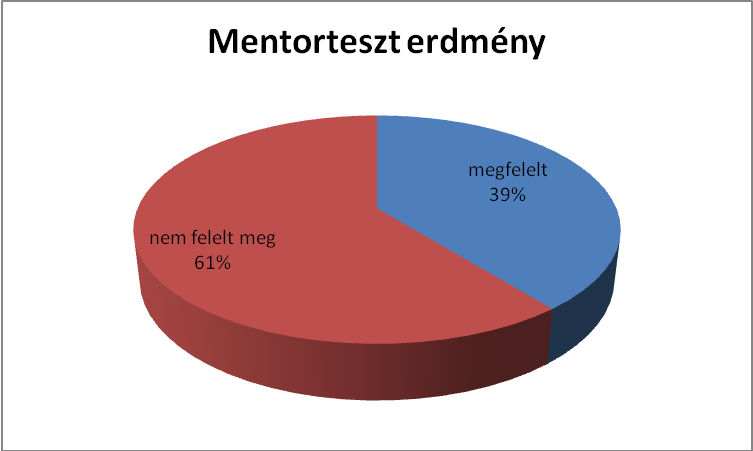 Mentorteszt erdmény
megfelelt
39%
nem felelt meg
61%